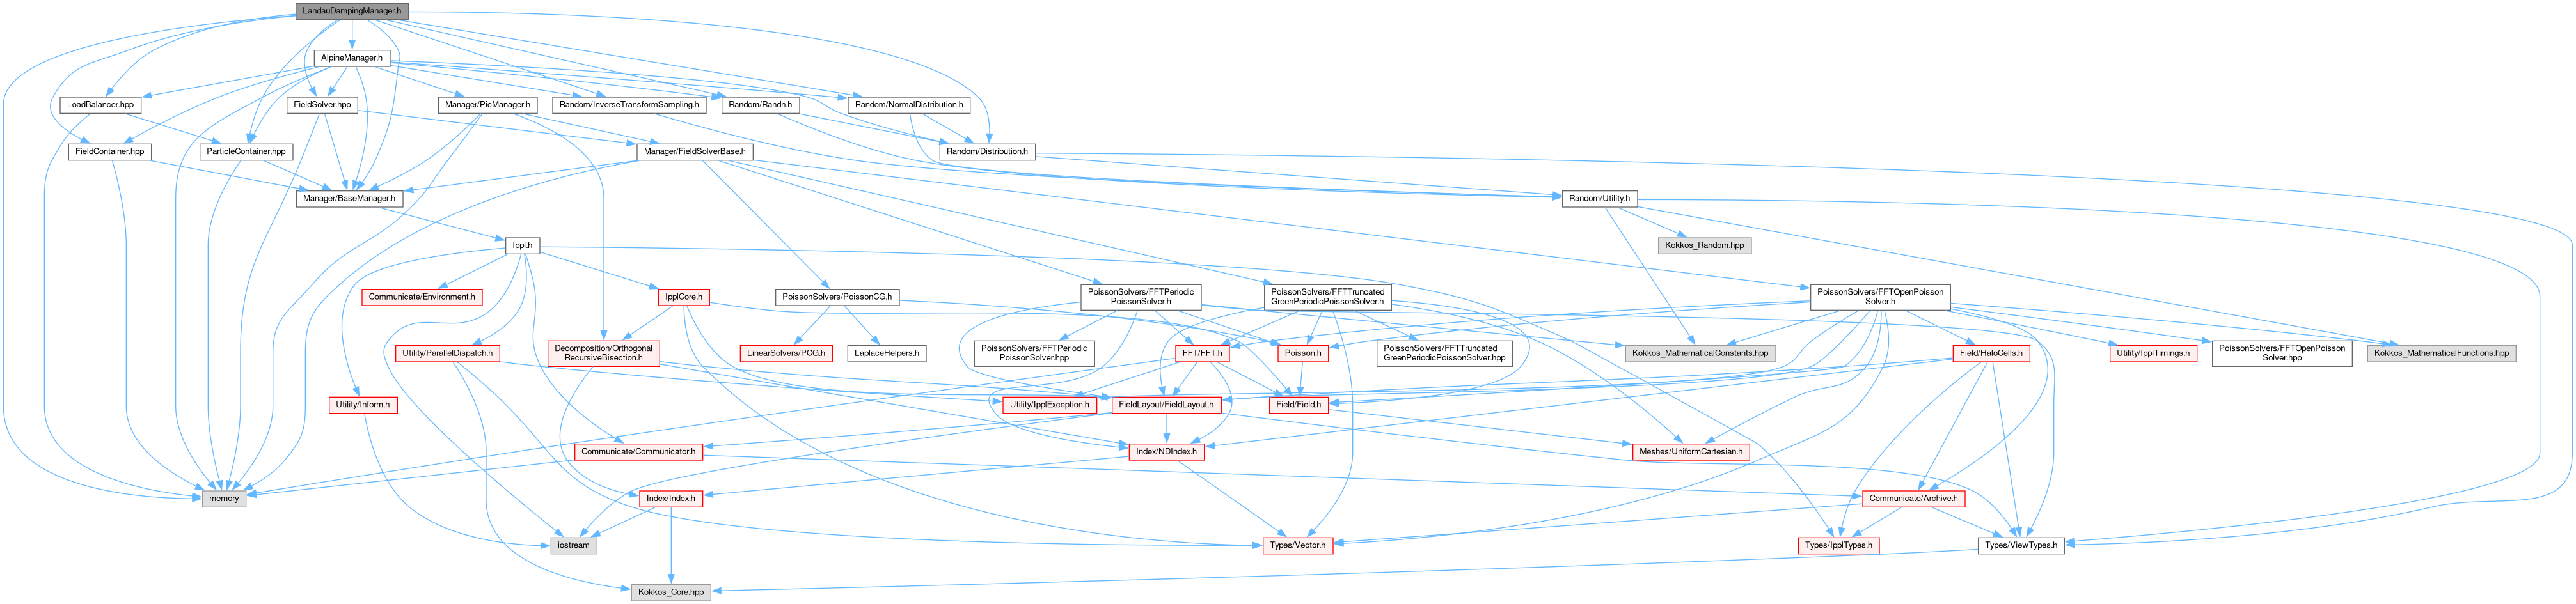 LandauDampingManager.h
AlpineManager.h
LoadBalancer.hpp
FieldSolver.hpp
Manager/PicManager.h
Random/InverseTransformSampling.h
Random/Randn.h
Random/NormalDistribution.h
FieldContainer.hpp
ParticleContainer.hpp
Manager/FieldSolverBase.h
Random/Distribution.h
Manager/BaseManager.h
Random/Utility.h
Ippl.h
Kokkos_Random.hpp
Communicate/Environment.h
IpplCore.h
PoissonSolvers/PoissonCG.h
PoissonSolvers/FFTPeriodic
PoissonSolver.h
PoissonSolvers/FFTTruncated
GreenPeriodicPoissonSolver.h
PoissonSolvers/FFTOpenPoisson
Solver.h
Utility/ParallelDispatch.h
Decomposition/Orthogonal
RecursiveBisection.h
LinearSolvers/PCG.h
LaplaceHelpers.h
PoissonSolvers/FFTPeriodic
PoissonSolver.hpp
FFT/FFT.h
Poisson.h
PoissonSolvers/FFTTruncated
GreenPeriodicPoissonSolver.hpp
Kokkos_MathematicalConstants.hpp
Field/HaloCells.h
Utility/IpplTimings.h
PoissonSolvers/FFTOpenPoisson
Solver.hpp
Kokkos_MathematicalFunctions.hpp
Utility/Inform.h
Utility/IpplException.h
FieldLayout/FieldLayout.h
Field/Field.h
Communicate/Communicator.h
Index/NDIndex.h
Meshes/UniformCartesian.h
memory
Index/Index.h
Communicate/Archive.h
iostream
Types/Vector.h
Types/IpplTypes.h
Types/ViewTypes.h
Kokkos_Core.hpp